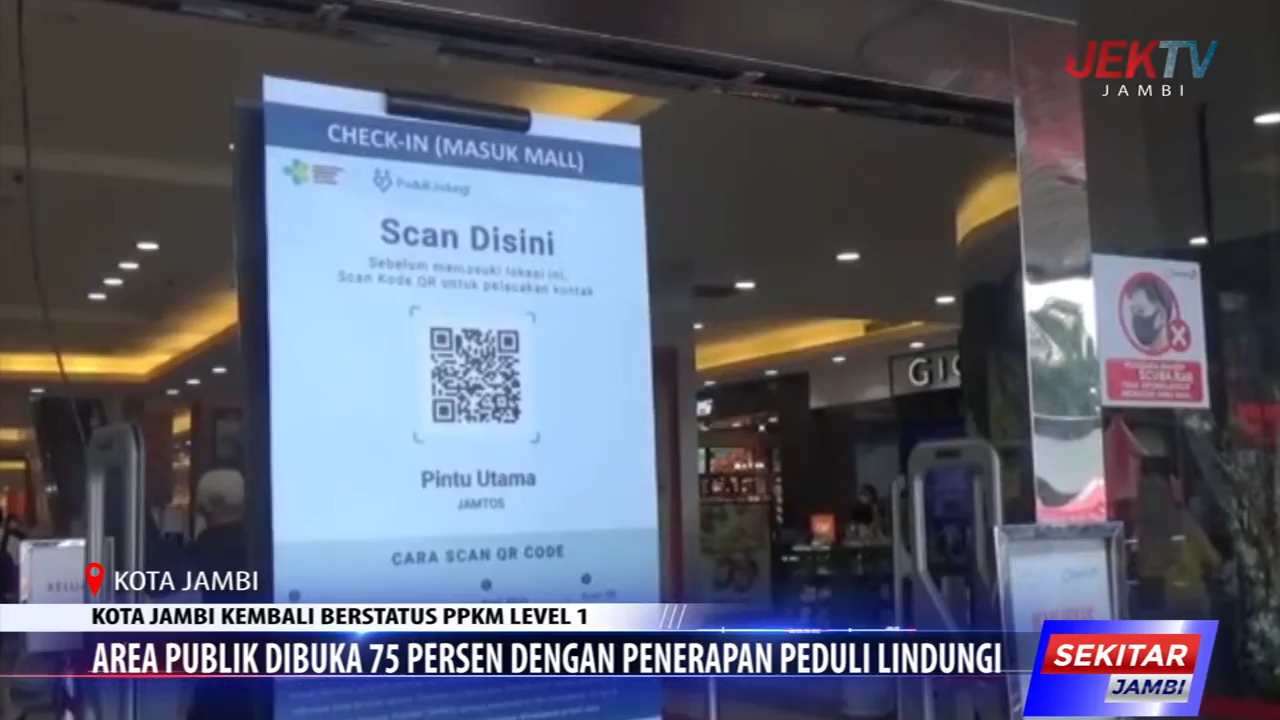 JEKTV
JAMBI
CHECK-IN (MASUK MALL)
PeduliLindungi
Scan Disini
Sebelum memasuki lokasi ini,
Scan Kode QR untuk pelacakan kontak
Pintu Utama
JAMTOS
CARA SCAN QR CODE
GIO
SCUBA
KOTA JAMBI
KOTA JAMBI KEMBALI BERSTATUS PPKM LEVEL 1
AREA PUBLIK DIBUKA 75 PERSEN DENGAN PENERAPAN PEDULI LINDUNGI
SEKITAR
JAMBI